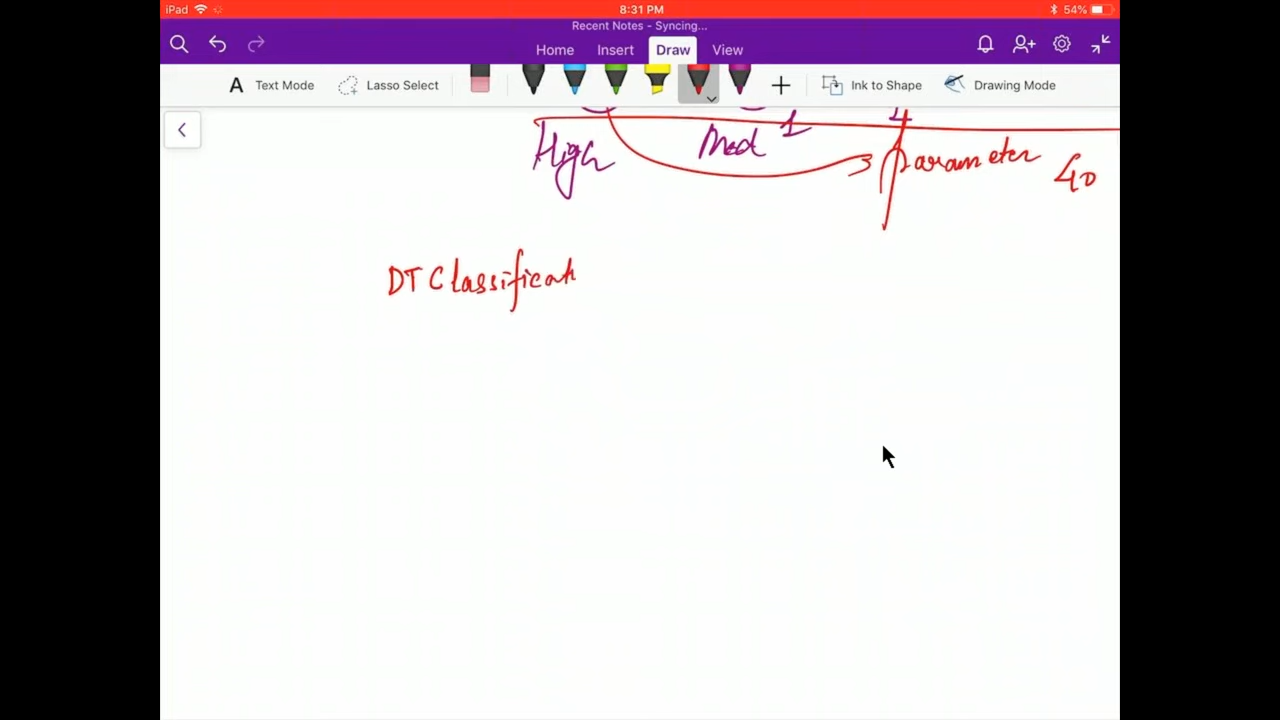 iPad 8:31 PM 54%
Recent Notes - Syncing...
Home Insert Draw View
A Text Mode Lasso Select Ink to Shape Drawing Mode
High Med 1 4
Parameter 40
DT Classificat